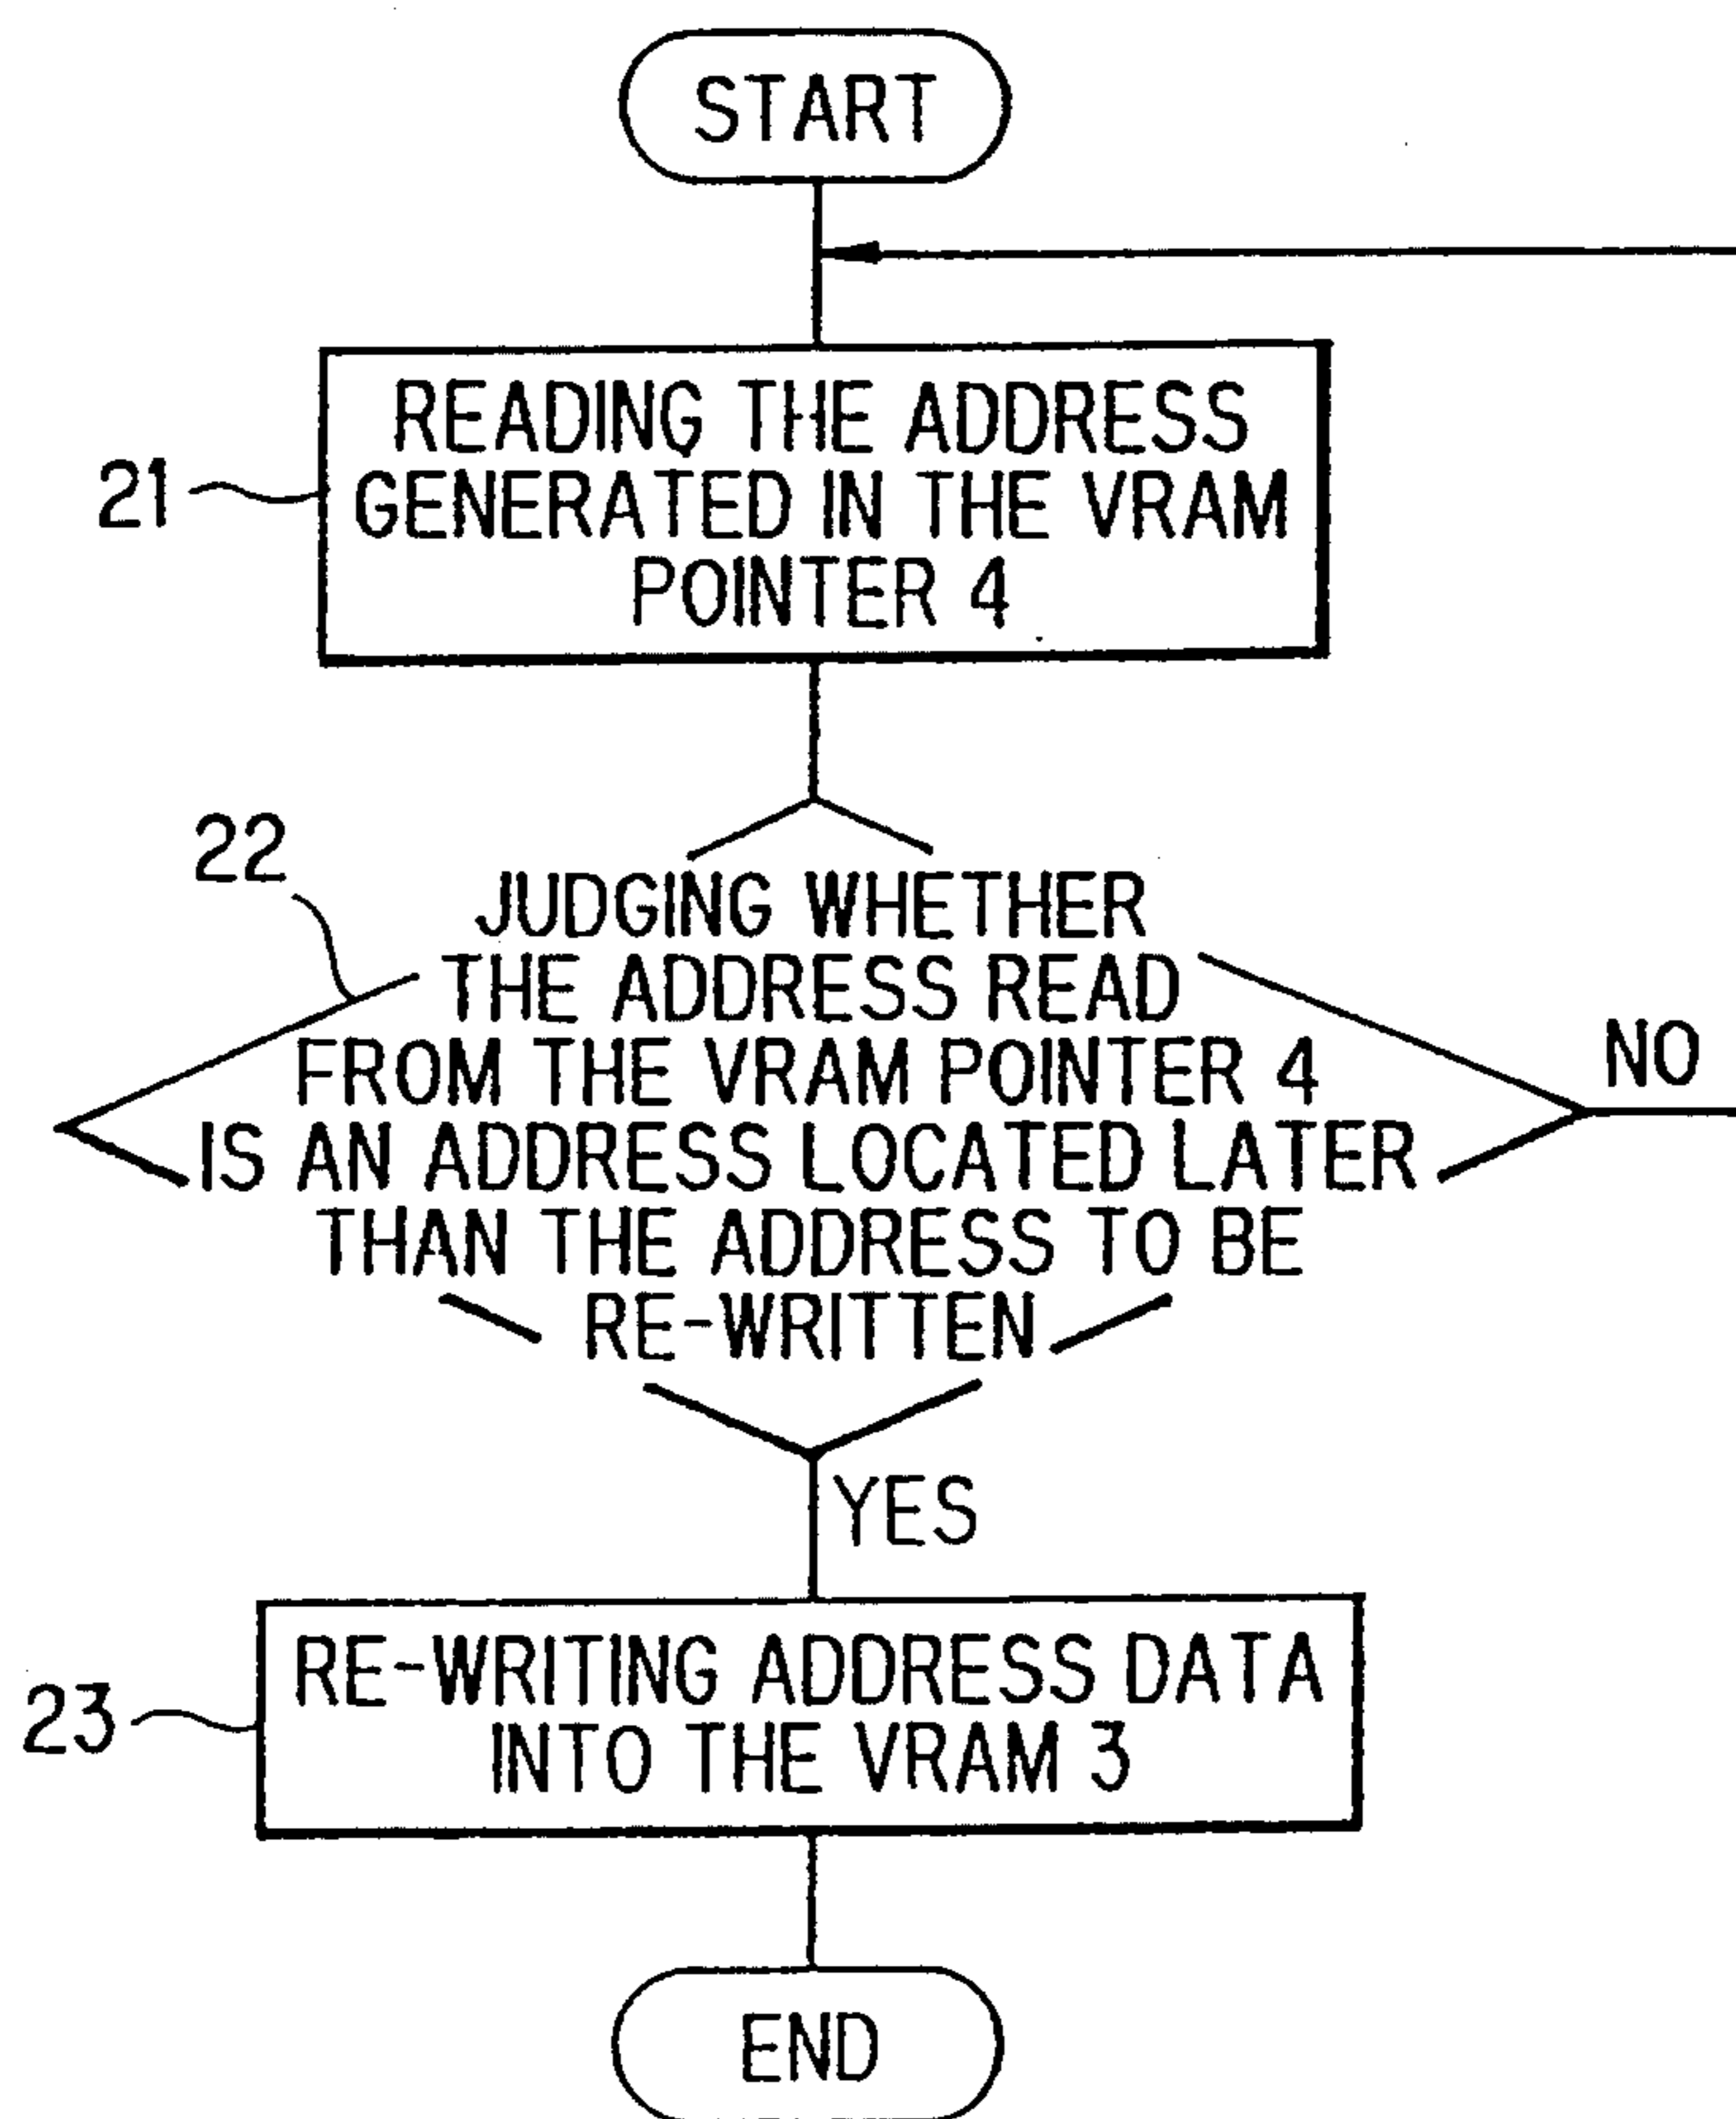 START
READING THE ADDRESS
21
GENERATED IN THE VRAM
POINTER 4
22
JUDGING WHETHER
THE ADDRESS READ
FROM THE VRAM POINTER 4
NO
IS AN ADDRESS LOCATED LATER
THAN THE ADDRESS TO BE
RE-WRITTEN
YES
RE-WRITING ADDRESS DATA
23
INTO THE VRAM 3
END